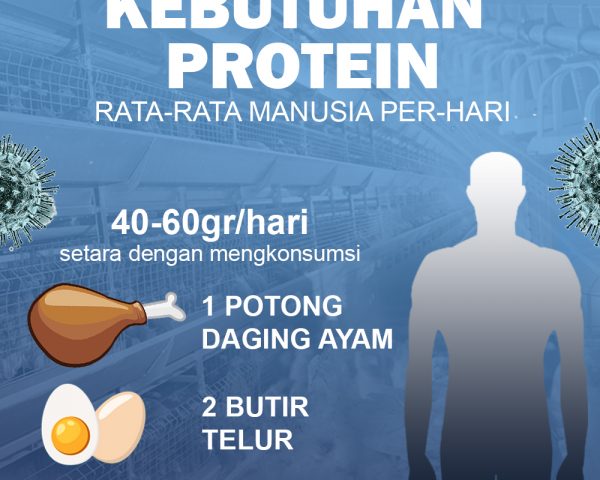 KEBUTUHAN
PROTEIN
RATA-RATA MANUSIA PER-HARI
40-60gr/hari
setara dengan mengkonsumsi
1 POTONG
DAGING AYAM
2 BUTIR
TELUR